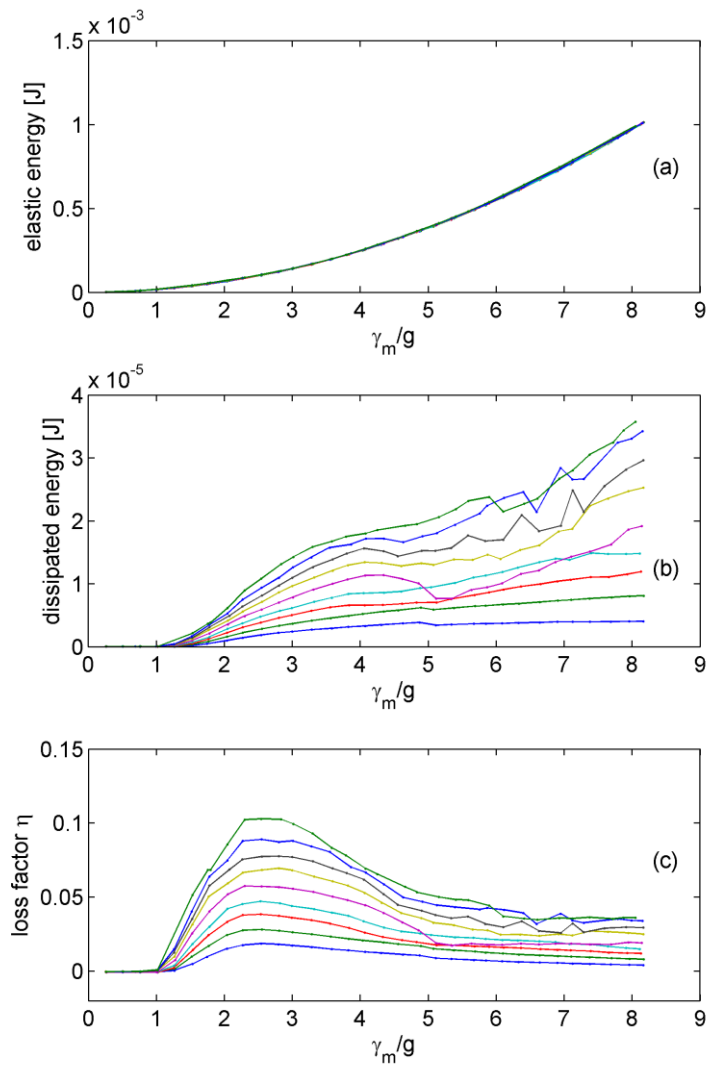 x 10⁻³
1.5
1
0.5
0
elastic energy [J]
(a)
0 1 2 3 4 5 6 7 8 9
γm/g
x 10⁻⁵
4
3
2
1
0
dissipated energy [J]
(b)
0 1 2 3 4 5 6 7 8 9
γm/g
0.15
0.1
0.05
0
loss factor η
(c)
0 1 2 3 4 5 6 7 8 9
γm/g